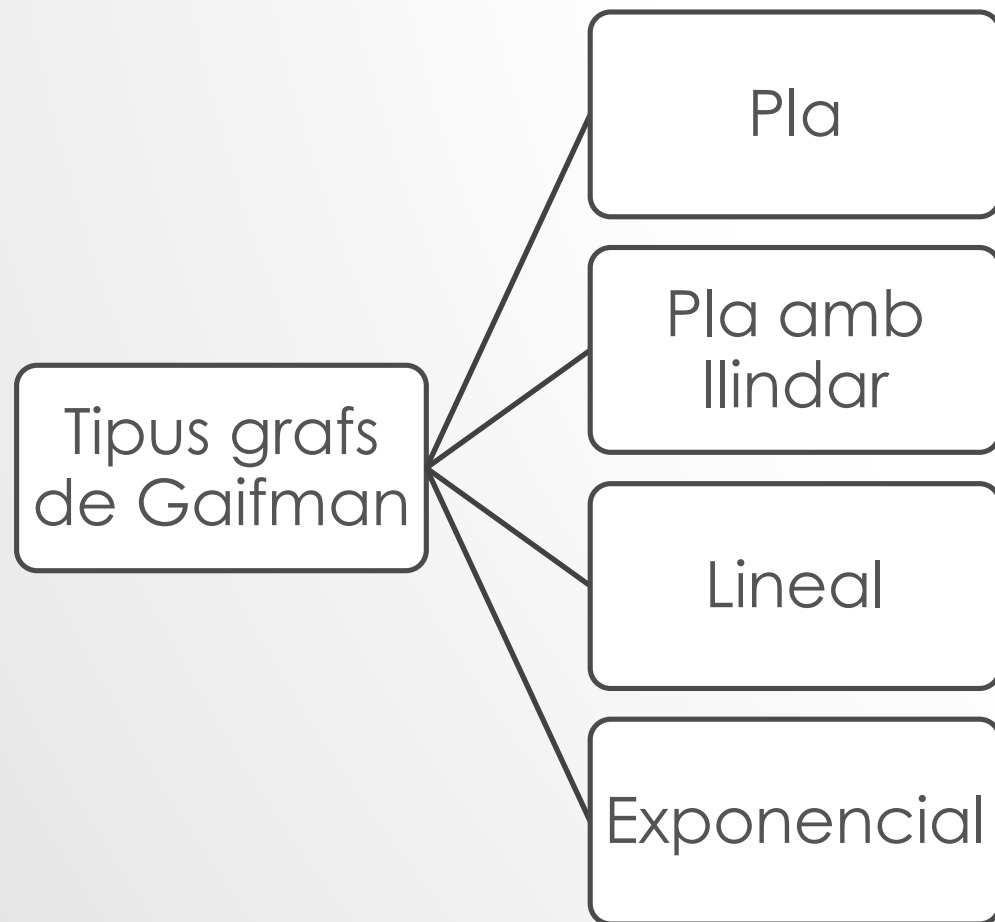 Tipus grafs
de Gaifman
Pla
Pla amb
llindar
Lineal
Exponencial